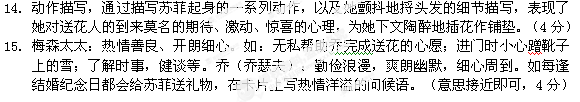 14. 动作描写，通过描写苏菲起身的一系列动作，以及她颤抖地捋头发的细节描写，表现了
她对送花人的到来莫名的期待、激动、惊喜的心理，为她下文陶醉地插花作铺垫。（4 分）
15. 梅森太太：热情善良、开朗细心。如：无私帮助乔完成送花的心愿；进门时小心蹭靴子
上的雪；了解时事，健谈等。乔（乔瑟夫）：勤俭浪漫，爽朗幽默，细心周到。如每逢
结婚纪念日都会给苏菲送礼物，在卡片上写热情洋溢的问候语。（意思接近即可，4 分）